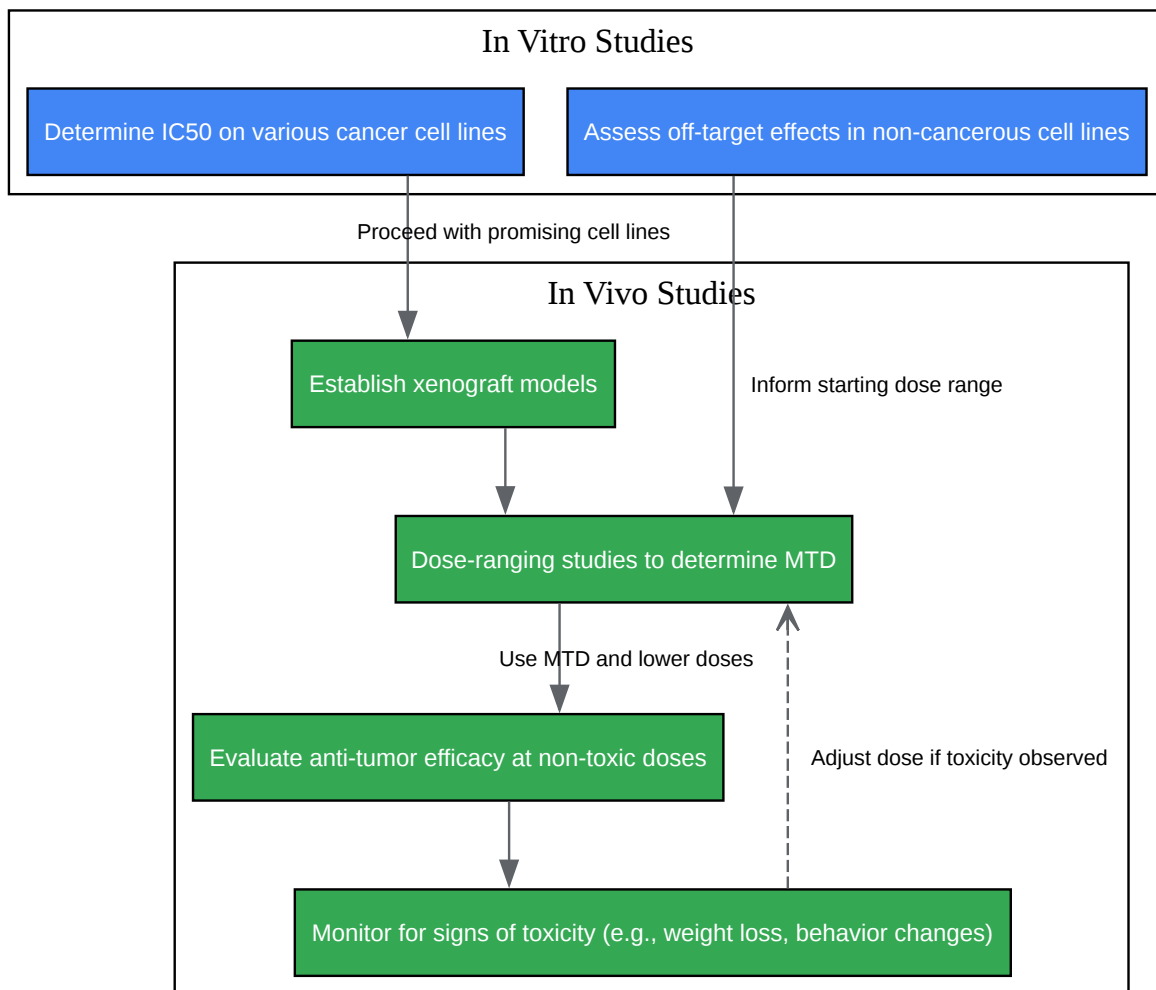 In Vitro Studies
Determine IC50 on various cancer cell lines
Assess off-target effects in non-cancerous cell lines
Proceed with promising cell lines
In Vivo Studies
Establish xenograft models
Inform starting dose range
Dose-ranging studies to determine MTD
Use MTD and lower doses
Evaluate anti-tumor efficacy at non-toxic doses
Adjust dose if toxicity observed
Monitor for signs of toxicity (e.g., weight loss, behavior changes)